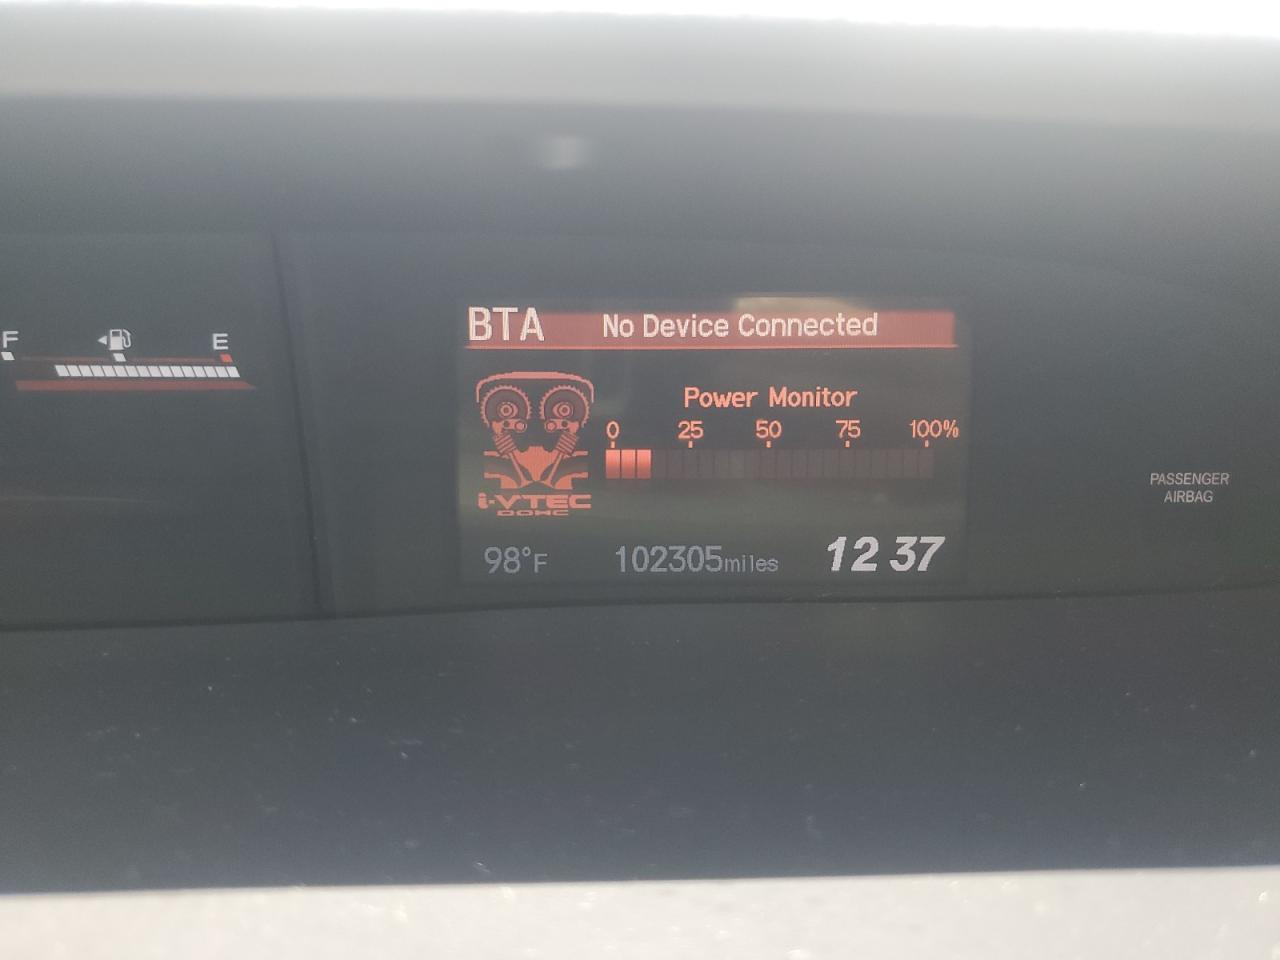 F E
BTA No Device Connected
Power Monitor
0 25 50 75 100%
i-VTEC
DOHC
98°F 102305miles 12 37
PASSENGER
AIRBAG